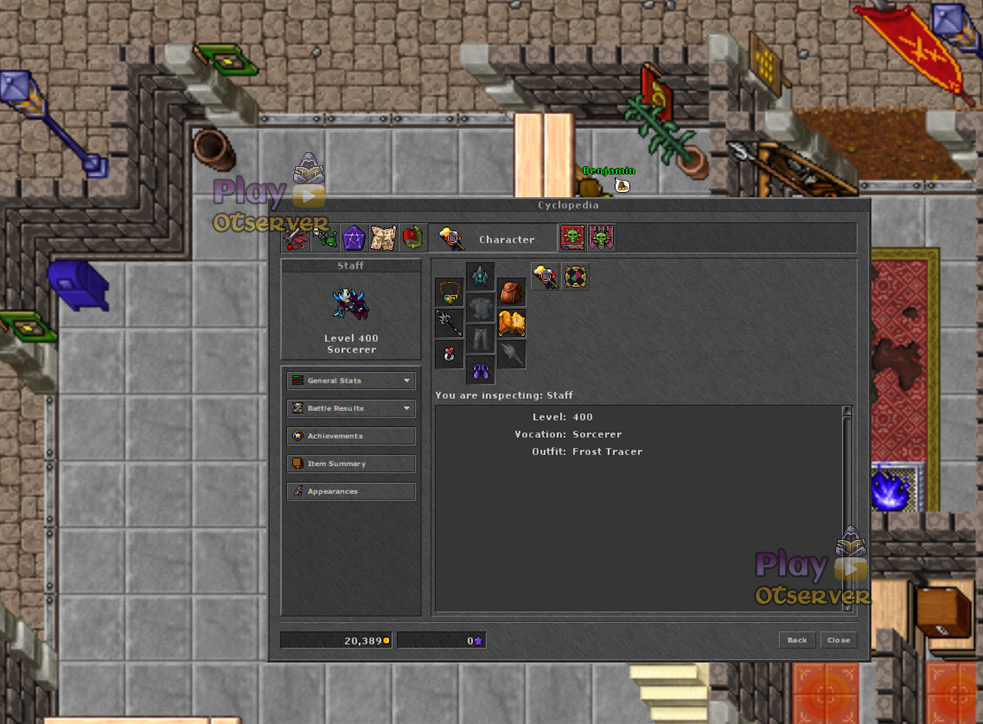 Benjamin
Play
OTSERVER
Cyclopedia
Character
Staff
Level 400
Sorcerer
General Stats
Battle Results
Achievements
Item Summary
Appearances
You are inspecting: Staff
Level: 400
Vocation: Sorcerer
Outfit: Frost Tracer
Play
OTSERVER
20,389
0
Back
Close